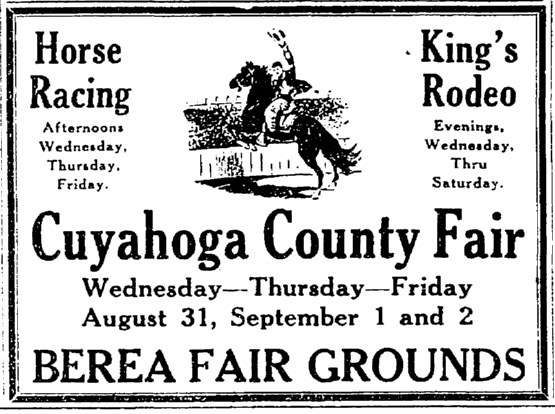 Horse
Racing
Afternoons
Wednesday,
Thursday,
Friday.
King's
Rodeo
Evenings,
Wednesday,
Thru
Saturday.
Cuyahoga County Fair
Wednesday—Thursday—Friday
August 31, September 1 and 2
BEREA FAIR GROUNDS